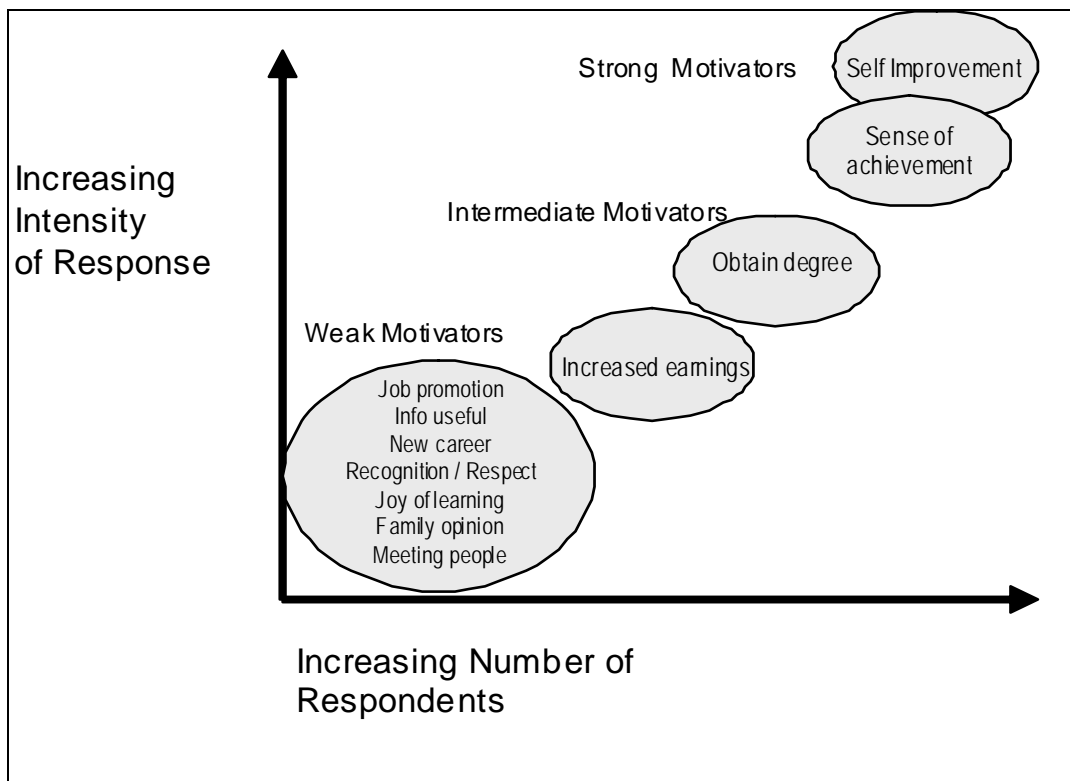 Strong Motivators
Self Improvement
Sense of
achievement
Increasing
Intensity
of Response
Intermediate Motivators
Obtain degree
Weak Motivators
Increased earnings
Job promotion
Info useful
New career
Recognition / Respect
Joy of learning
Family opinion
Meeting people
Increasing Number of
Respondents